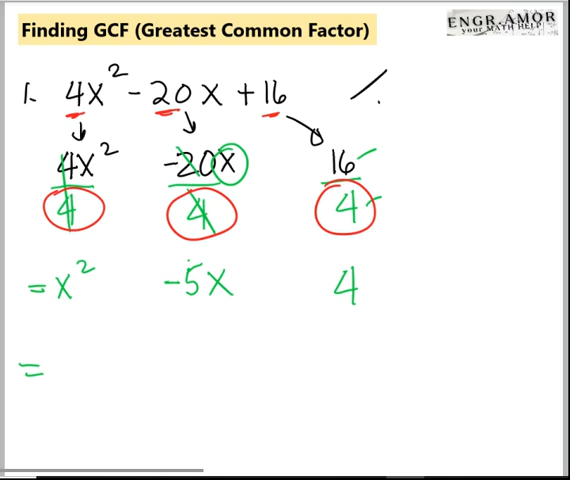 Finding GCF (Greatest Common Factor)
ENGR.AMOR
your MATH HELP!
1. 4x² - 20x + 16
4x² -20x 16
4 4 4
= x² -5x 4
=